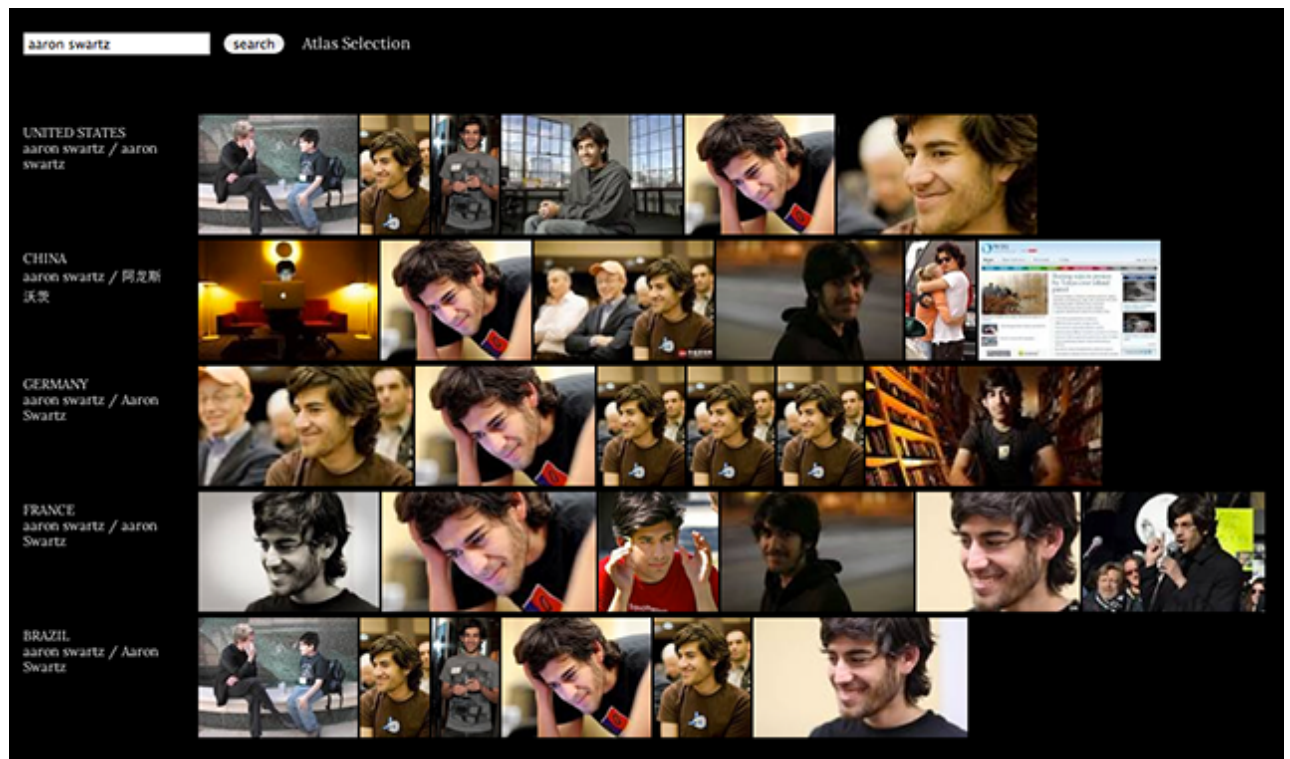 aaron swartz
search
Atlas Selection
UNITED STATES
aaron swartz / aaron
swartz
CHINA
aaron swartz / 阿龙斯
沃茨
GERMANY
aaron swartz / Aaron
Swartz
FRANCE
aaron swartz / aaron
Swartz
BRAZIL
aaron swartz / Aaron
Swartz